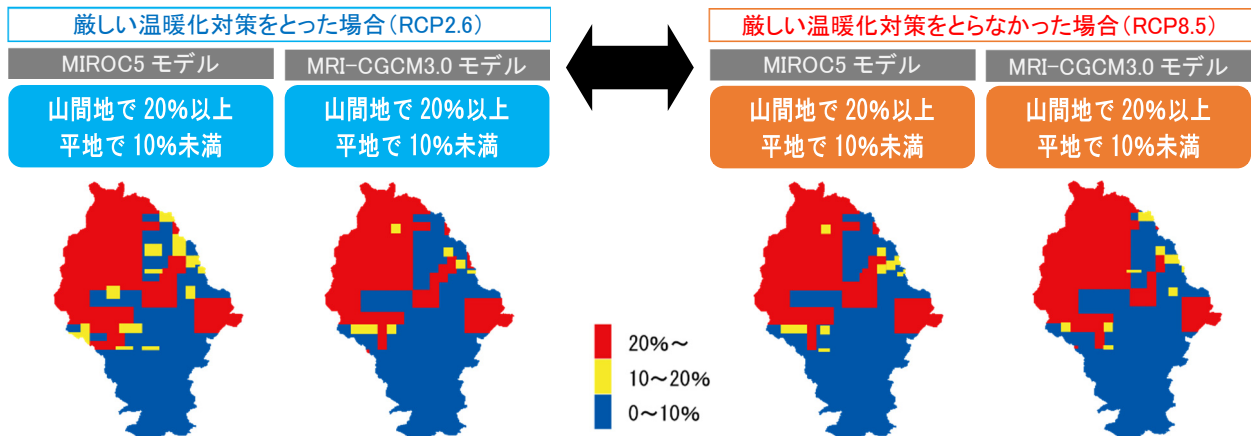 厳しい温暖化対策をとった場合(RCP2.6)
MIROC5 モデル
MRI-CGCM3.0 モデル
山間地で 20%以上
平地で 10%未満
山間地で 20%以上
平地で 10%未満
厳しい温暖化対策をとらなかった場合(RCP8.5)
MIROC5 モデル
MRI-CGCM3.0 モデル
山間地で 20%以上
平地で 10%未満
山間地で 20%以上
平地で 10%未満
20%~
10~20%
0~10%